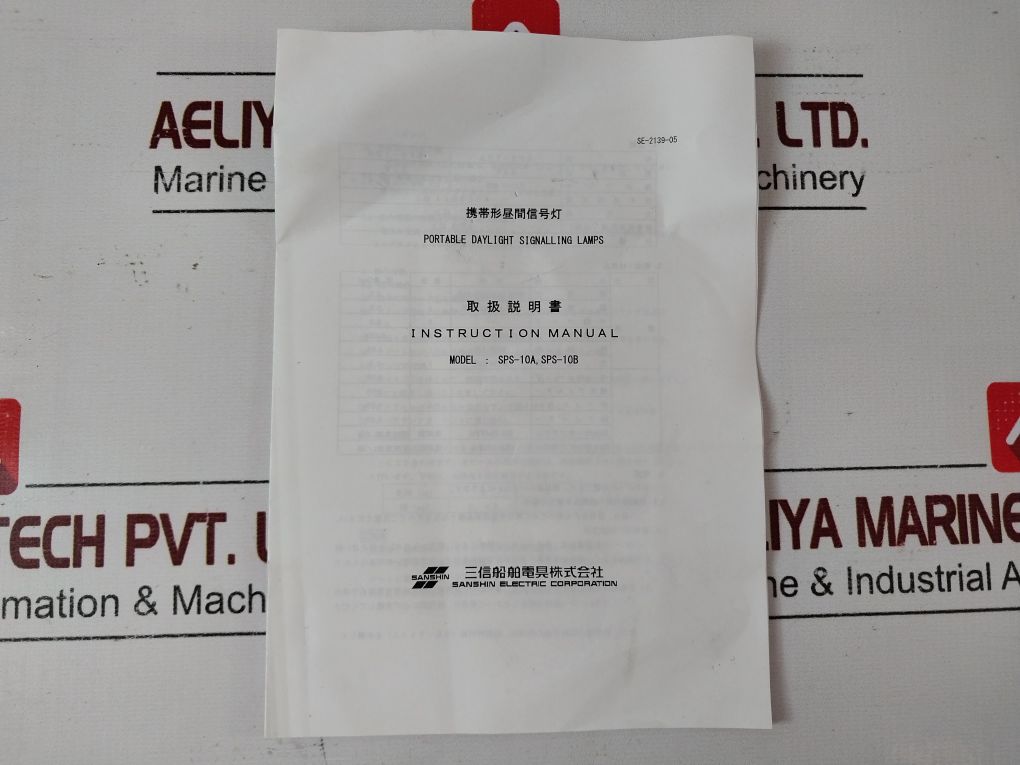 AELIY
LTD.
Marine
chinery
SE-2139-05
携帯形昼間信号灯
PORTABLE DAYLIGHT SIGNALLING LAMPS
取扱説明書
INSTRUCTION MANUAL
MODEL : SPS-10A, SPS-10B
SANSHIN 三信船舶電具株式会社
SANSHIN ELECTRIC CORPORATION
TECH PVT.
mation & Mach
IYA MARINE
ne & Industrial A